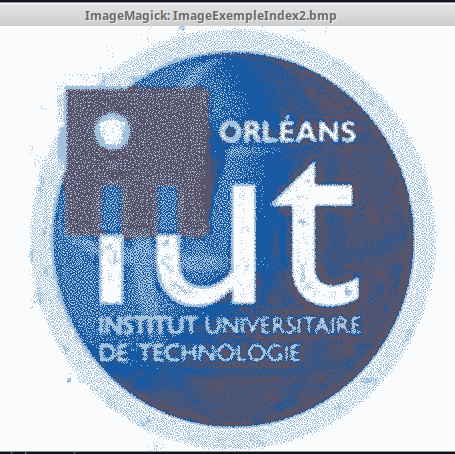 ImageMagick: ImageExempleIndex2.bmp
ORLÉANS
iut
INSTITUT UNIVERSITAIRE
DE TECHNOLOGIE